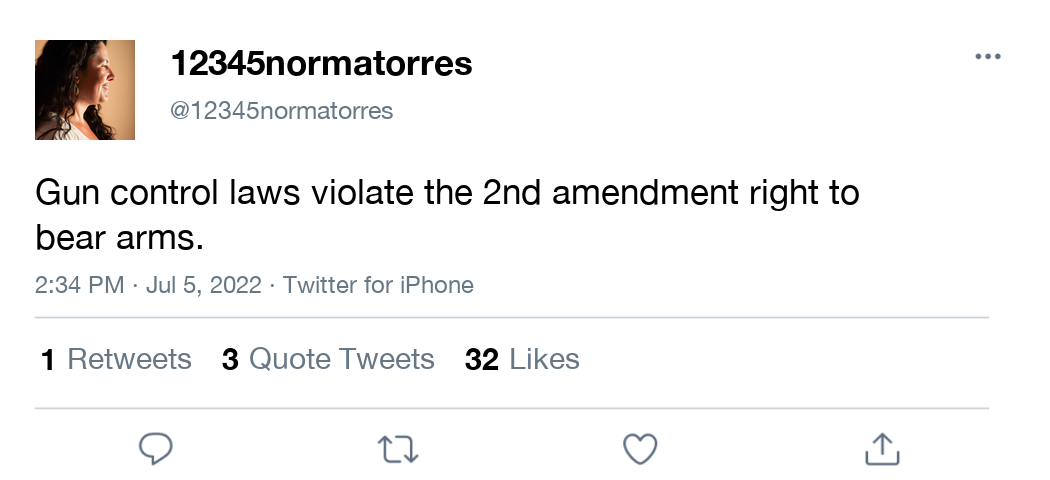 12345normatorres
@12345normatorres
Gun control laws violate the 2nd amendment right to
bear arms.
2:34 PM · Jul 5, 2022 · Twitter for iPhone
1 Retweets 3 Quote Tweets 32 Likes